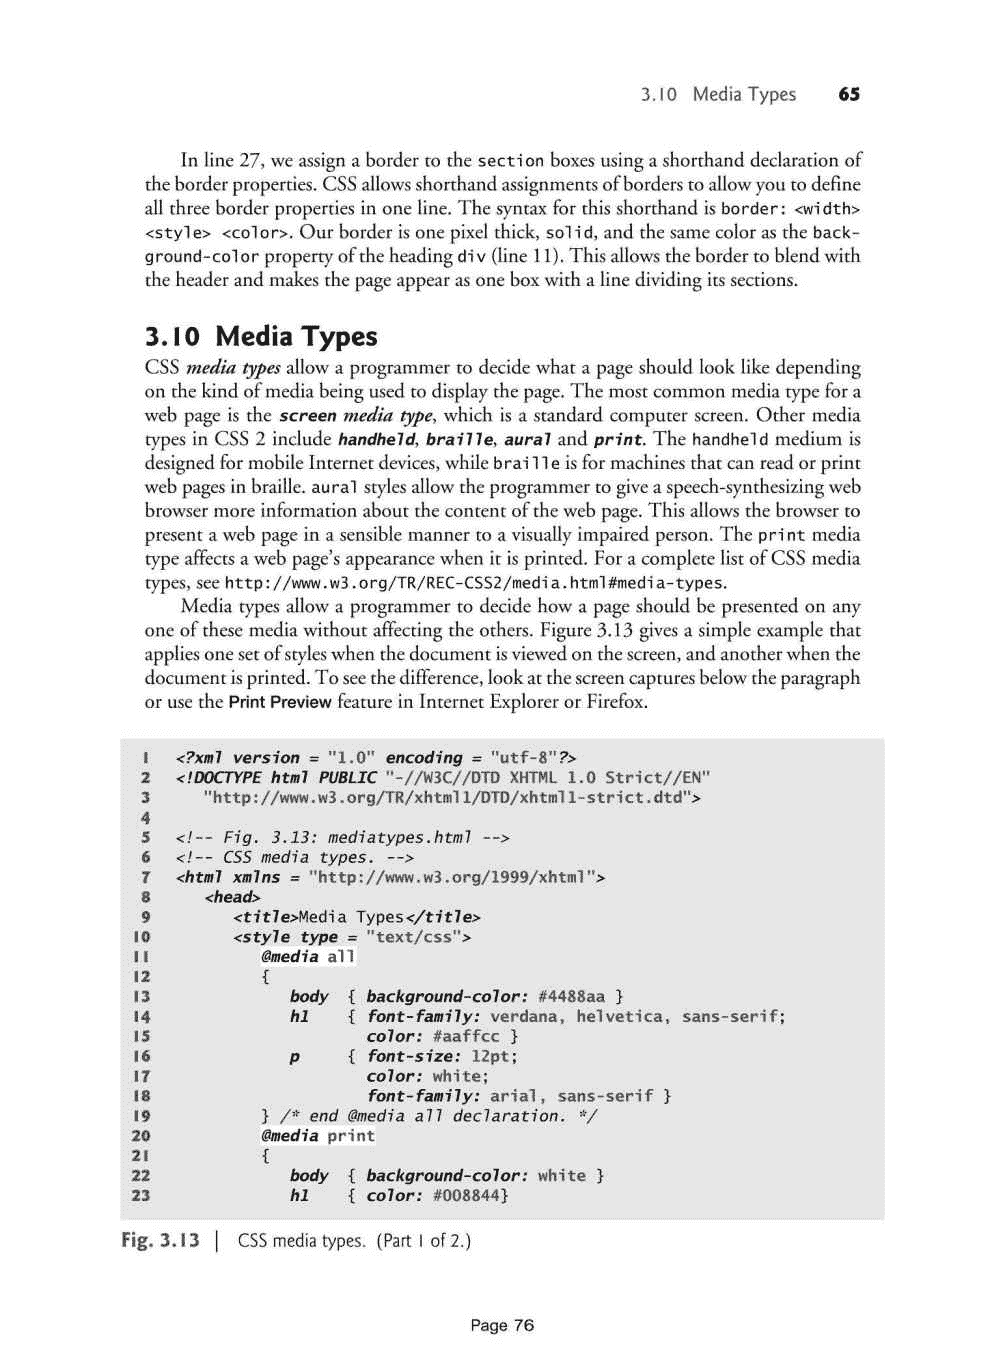 3.10 Media Types 65
In line 27, we assign a border to the section boxes using a shorthand declaration of
the border properties. CSS allows shorthand assignments of borders to allow you to define
all three border properties in one line. The syntax for this shorthand is border: <width>
<style> <color>. Our border is one pixel thick, solid, and the same color as the back-
ground-color property of the heading div (line 11). This allows the border to blend with
the header and makes the page appear as one box with a line dividing its sections.
3.10 Media Types
CSS media types allow a programmer to decide what a page should look like depending
on the kind of media being used to display the page. The most common media type for a
web page is the screen media type, which is a standard computer screen. Other media
types in CSS 2 include handheld, braille, aural and print. The handheld medium is
designed for mobile Internet devices, while braille is for machines that can read or print
web pages in braille. aural styles allow the programmer to give a speech-synthesizing web
browser more information about the content of the web page. This allows the browser to
present a web page in a sensible manner to a visually impaired person. The print media
type affects a web page's appearance when it is printed. For a complete list of CSS media
types, see http://www.w3.org/TR/REC-CSS2/media.html#media-types.
Media types allow a programmer to decide how a page should be presented on any
one of these media without affecting the others. Figure 3.13 gives a simple example that
applies one set of styles when the document is viewed on the screen, and another when the
document is printed. To see the difference, look at the screen captures below the paragraph
or use the Print Preview feature in Internet Explorer or Firefox.
1 <?xml version = "1.0" encoding = "utf-8"?>
2 <!DOCTYPE html PUBLIC "-//W3C//DTD XHTML 1.0 Strict//EN"
3 "http://www.w3.org/TR/xhtml1/DTD/xhtml1-strict.dtd">
4
5 <!-- Fig. 3.13: mediatypes.html -->
6 <!-- CSS media types. -->
7 <html xmlns = "http://www.w3.org/1999/xhtml">
8 <head>
9 <title>Media Types</title>
10 <style type = "text/css">
11 @media all
12 {
13 body { background-color: #4488aa }
14 h1 { font-family: verdana, helvetica, sans-serif;
15 color: #aaffcc }
16 p { font-size: 12pt;
17 color: white;
18 font-family: arial, sans-serif }
19 } /* end @media all declaration. */
20 @media print
21 {
22 body { background-color: white }
23 h1 { color: #008844}
Fig. 3.13 | CSS media types. (Part 1 of 2.)
Page 76